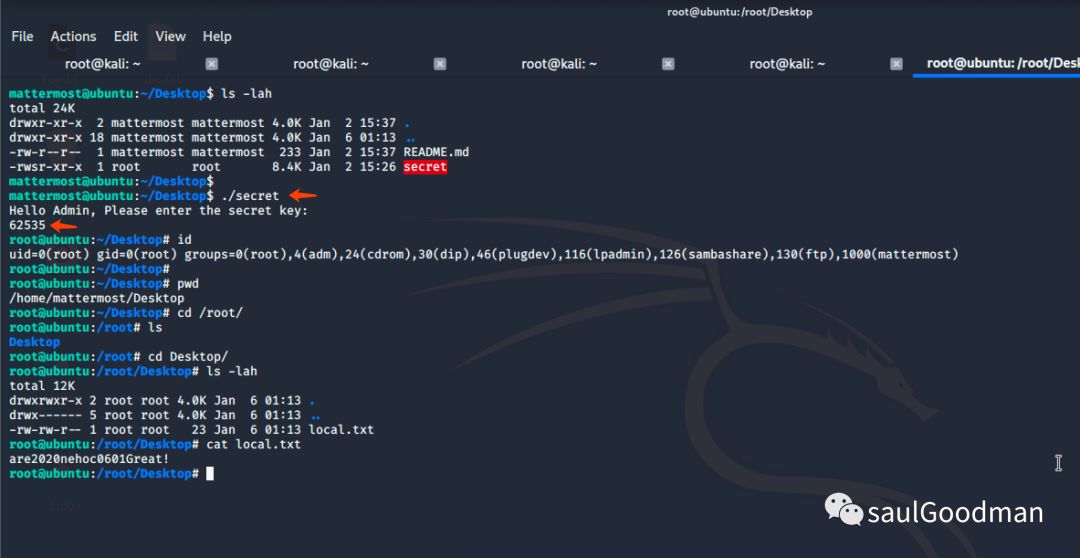 root@ubuntu:/root/Desktop
File Actions Edit View Help
root@kali: ~ root@kali: ~ root@kali: ~ root@kali: ~ root@ubuntu:/root/Desk
mattermost@ubuntu:~/Desktop$ ls -lah
total 24K
drwxr-xr-x  2 mattermost mattermost 4.0K Jan  2 15:37 .
drwxr-xr-x 18 mattermost mattermost 4.0K Jan  6 01:13 ..
-rw-r--r--  1 mattermost mattermost  233 Jan  2 15:37 README.md
-rwsr-xr-x  1 root       root       8.4K Jan  2 15:26 secret
mattermost@ubuntu:~/Desktop$
mattermost@ubuntu:~/Desktop$ ./secret
Hello Admin, Please enter the secret key:
62535
root@ubuntu:~/Desktop# id
uid=0(root) gid=0(root) groups=0(root),4(adm),24(cdrom),30(dip),46(plugdev),116(lpadmin),126(sambashare),130(ftp),1000(mattermost)
root@ubuntu:~/Desktop#
root@ubuntu:~/Desktop# pwd
/home/mattermost/Desktop
root@ubuntu:~/Desktop# cd /root/
root@ubuntu:/root# ls
Desktop
root@ubuntu:/root# cd Desktop/
root@ubuntu:/root/Desktop# ls -lah
total 12K
drwxrwxr-x 2 root root 4.0K Jan  6 01:13 .
drwx------ 5 root root 4.0K Jan  6 01:13 ..
-rw-rw-r-- 1 root root   23 Jan  6 01:13 local.txt
root@ubuntu:/root/Desktop# cat local.txt
are2020nehoc0601Great!
root@ubuntu:/root/Desktop#
saulGoodman